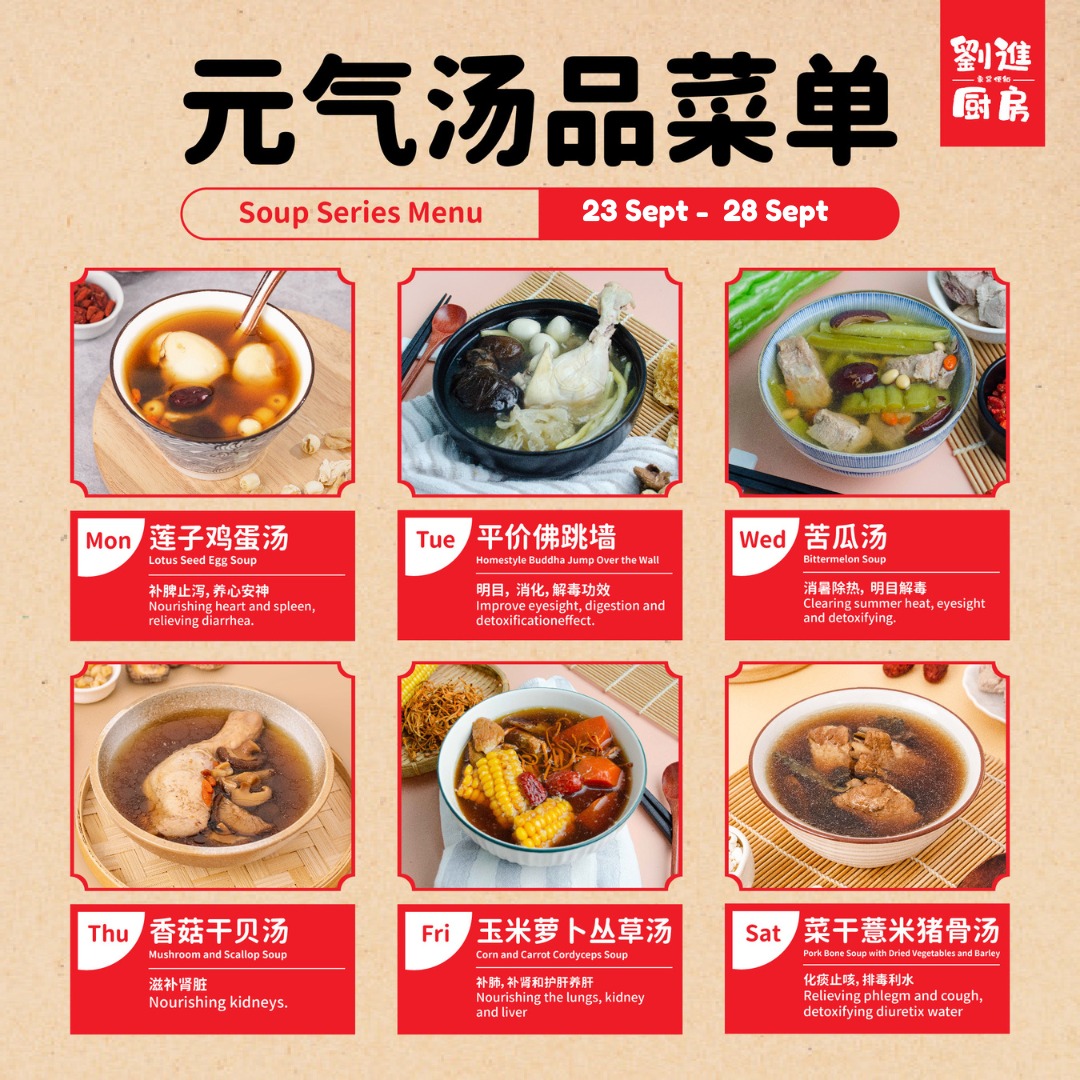 元气汤品菜单
劉進
厨房
Soup Series Menu
23 Sept - 28 Sept
Mon
莲子鸡蛋汤
Lotus Seed Egg Soup
补脾止泻, 养心安神
Nourishing heart and spleen,
relieving diarrhea.
Tue
平价佛跳墙
Homestyle Buddha Jump Over the Wall
明目, 消化, 解毒功效
Improve eyesight, digestion and
detoxificationeffect.
Wed
苦瓜汤
Bittermelon Soup
消暑除热, 明目解毒
Clearing summer heat, eyesight
and detoxifying.
Thu
香菇干贝汤
Mushroom and Scallop Soup
滋补肾脏
Nourishing kidneys.
Fri
玉米萝卜丛草汤
Corn and Carrot Cordyceps Soup
补肺, 补肾和护肝养肝
Nourishing the lungs, kidney
and liver
Sat
菜干薏米猪骨汤
Pork Bone Soup with Dried Vegetables and Barley
化痰止咳, 排毒利水
Relieving phlegm and cough,
detoxifying diuretix water